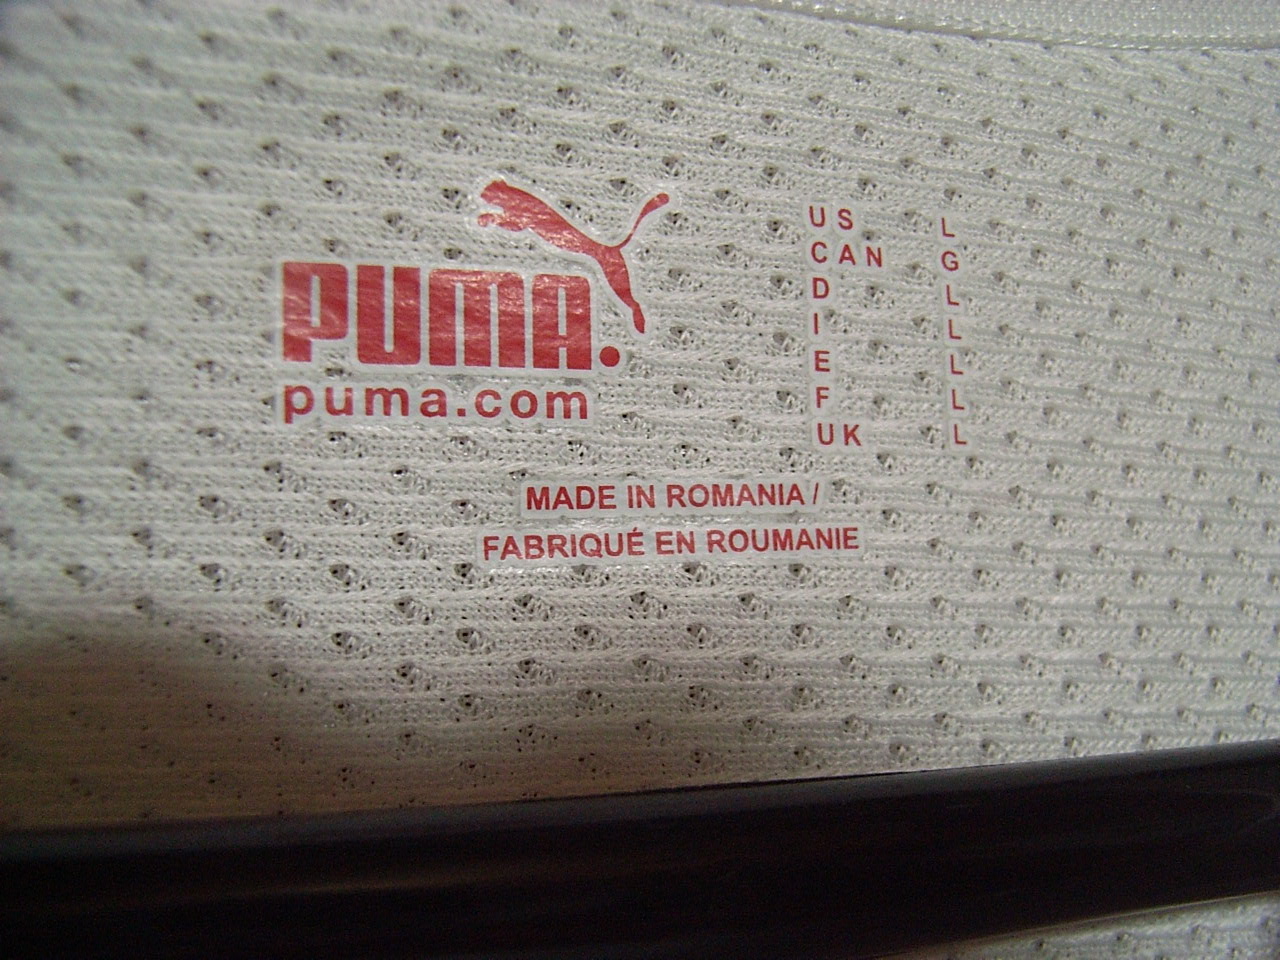 PUMA.
puma.com
US L
CAN G
D L
I L
E L
F L
UK L
MADE IN ROMANIA /
FABRIQUÉ EN ROUMANIE